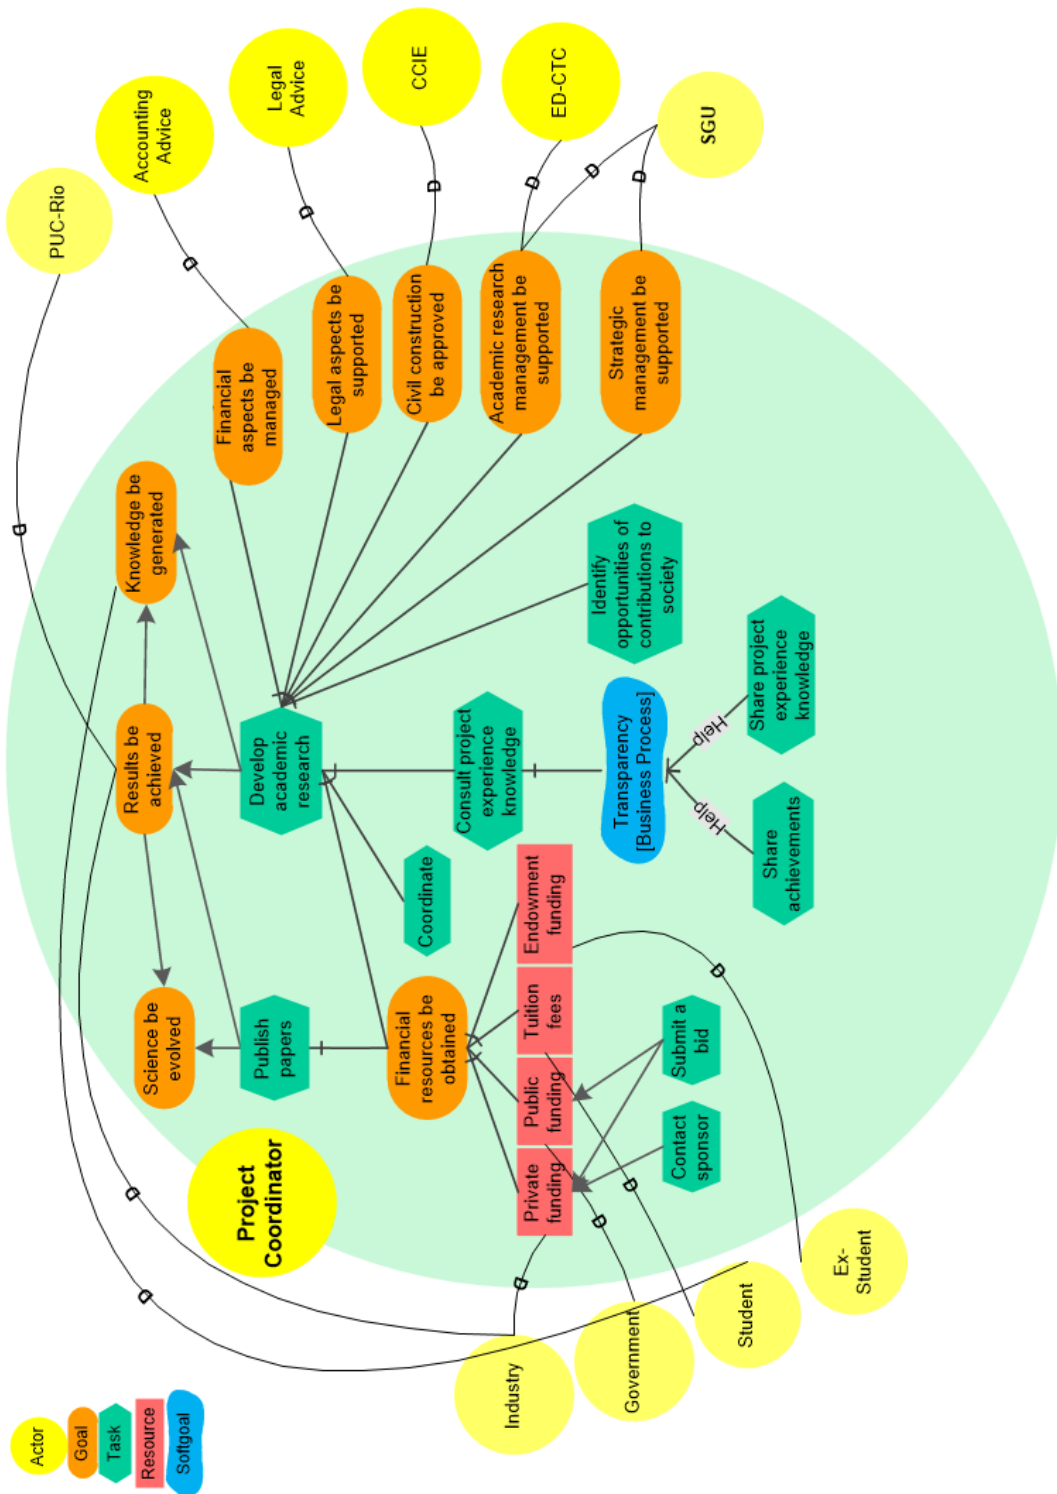 Actor
Goal
Task
Resource
Softgoal
Project
Coordinator
Industry
Government
Student
Ex-
Student
PUC-Rio
Accounting
Advice
Legal
Advice
CCIE
ED-CTC
SGU
Science be
evolved
Results be
achieved
Knowledge be
generated
Publish
papers
Develop
academic
research
Financial
aspects be
managed
Legal aspects be
supported
Civil construction
be approved
Academic research
management be
supported
Strategic
management be
supported
Financial
resources be
obtained
Coordinate
Consult project
experience
knowledge
Identify
opportunities of
contributions to
society
Private
funding
Public
funding
Tuition
fees
Endowment
funding
Transparency
[Business Process]
Contact
sponsor
Submit a
bid
Help
Help
Share
achievements
Share project
experience
knowledge
D
D
D
D
D
D
D
D
D
D
D
D
D